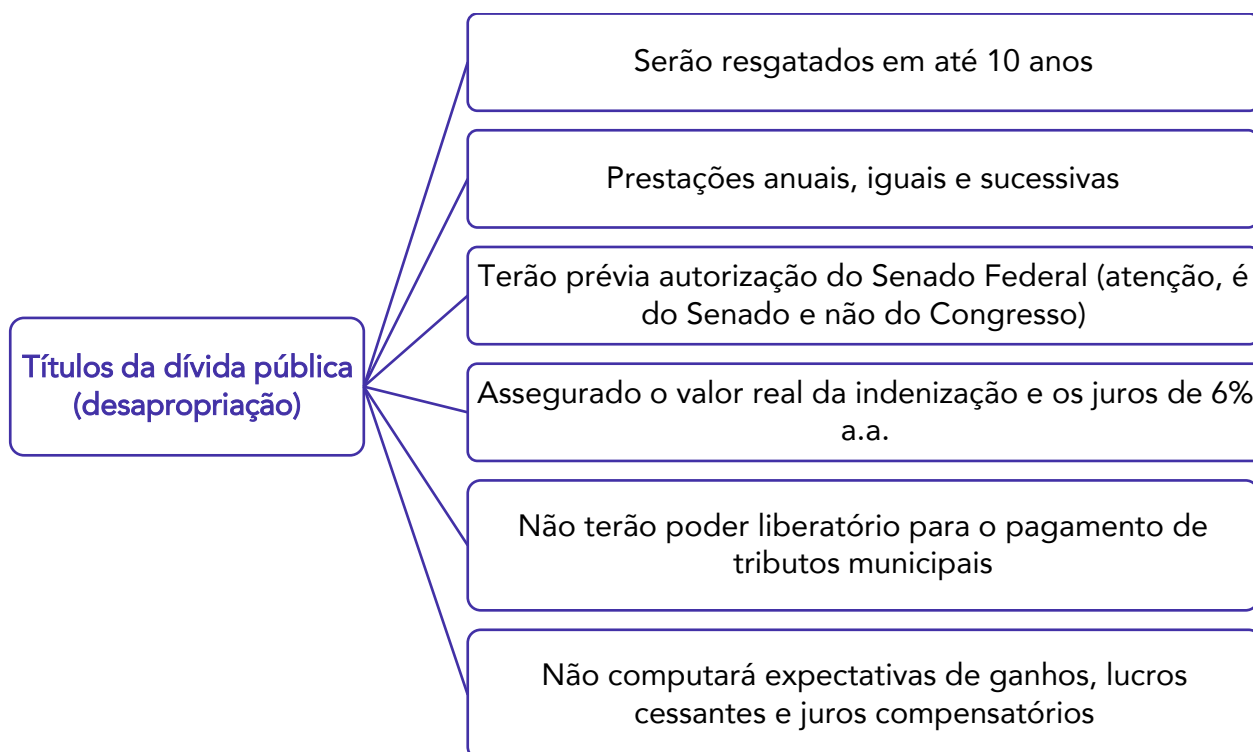 Serão resgatados em até 10 anos
Prestações anuais, iguais e sucessivas
Terão prévia autorização do Senado Federal (atenção, é
do Senado e não do Congresso)
Títulos da dívida pública
(desapropriação)
Assegurado o valor real da indenização e os juros de 6%
a.a.
Não terão poder liberatório para o pagamento de
tributos municipais
Não computará expectativas de ganhos, lucros
cessantes e juros compensatórios